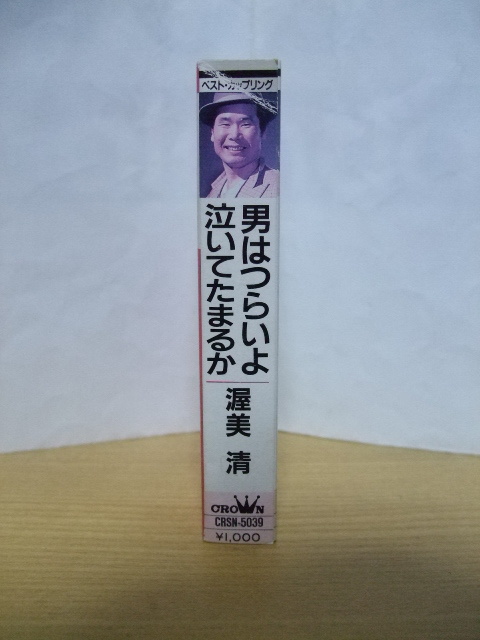 ベスト・カップリング
男はつらいよ
泣いてたまるか
渥美 清
CROWN
CRSN-5039
¥1,000